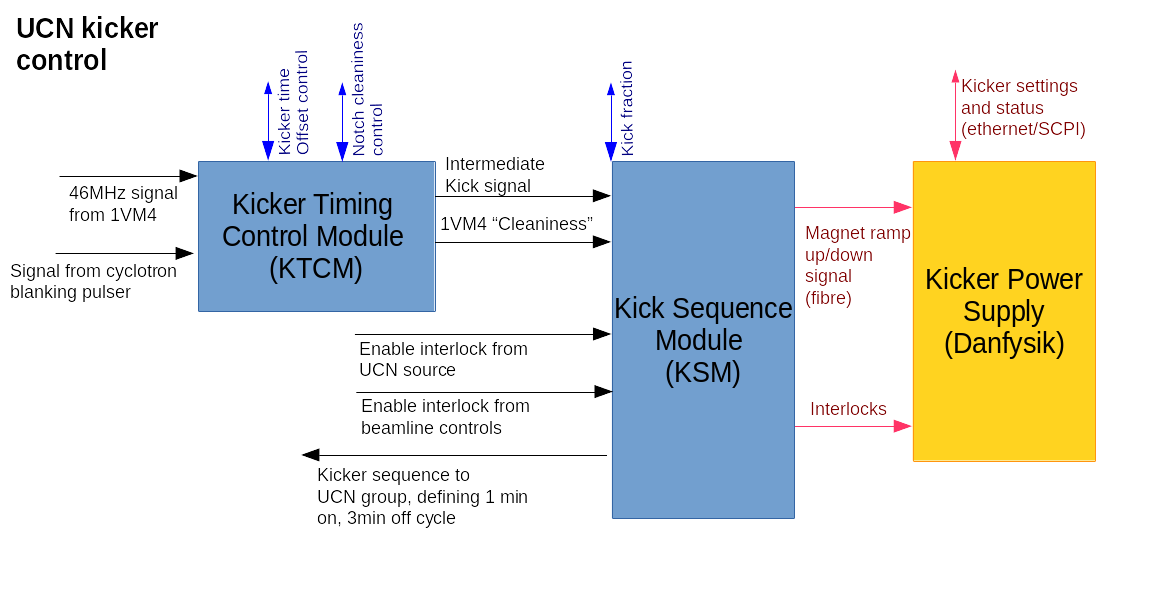 UCN kicker
control
Kicker time
Offset control
Notch cleaniness
control
Kick fraction
Kicker settings
and status
(ethernet/SCPI)
46MHz signal
from 1VM4
Signal from cyclotron
blanking pulser
Kicker Timing
Control Module
(KTCM)
Intermediate
Kick signal
1VM4 “Cleaniness”
Enable interlock from
UCN source
Enable interlock from
beamline controls
Kicker sequence to
UCN group, defining 1 min
on, 3min off cycle
Kick Sequence
Module
(KSM)
Magnet ramp
up/down
signal
(fibre)
Interlocks
Kicker Power
Supply
(Danfysik)